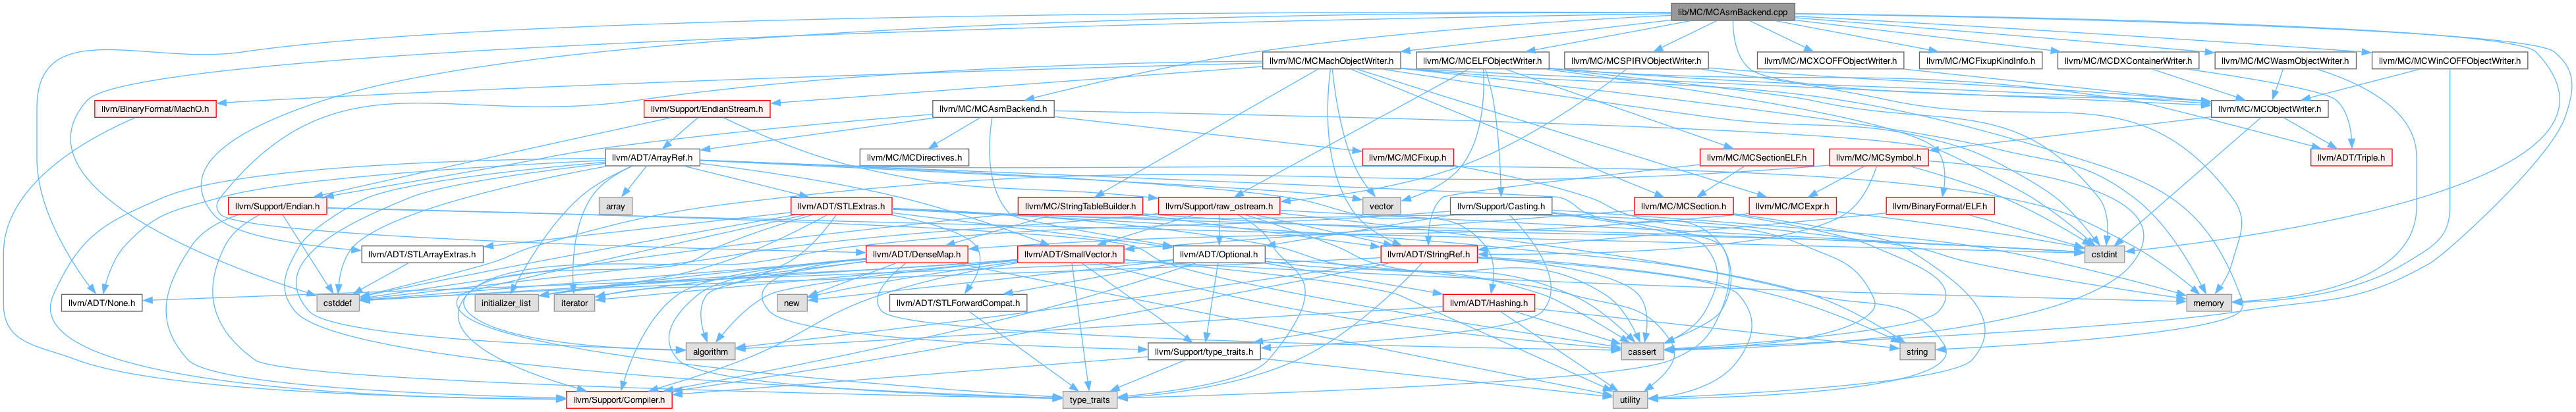 lib/MC/MCAsmBackend.cpp
llvm/MC/MCMachObjectWriter.h
llvm/MC/MCELFObjectWriter.h
llvm/MC/MCSPIRVObjectWriter.h
llvm/MC/MCXCOFFObjectWriter.h
llvm/MC/MCFixupKindInfo.h
llvm/MC/MCDXContainerWriter.h
llvm/MC/MCWasmObjectWriter.h
llvm/MC/MCWinCOFFObjectWriter.h
llvm/BinaryFormat/MachO.h
llvm/Support/EndianStream.h
llvm/MC/MCAsmBackend.h
llvm/MC/MCObjectWriter.h
llvm/ADT/ArrayRef.h
llvm/MC/MCDirectives.h
llvm/MC/MCFixup.h
llvm/MC/MCSectionELF.h
llvm/MC/MCSymbol.h
llvm/ADT/Triple.h
llvm/Support/Endian.h
array
llvm/ADT/STLExtras.h
llvm/MC/StringTableBuilder.h
llvm/Support/raw_ostream.h
vector
llvm/Support/Casting.h
llvm/MC/MCSection.h
llvm/MC/MCExpr.h
llvm/BinaryFormat/ELF.h
llvm/ADT/STLArrayExtras.h
llvm/ADT/DenseMap.h
llvm/ADT/SmallVector.h
llvm/ADT/Optional.h
llvm/ADT/StringRef.h
cstdint
llvm/ADT/None.h
cstddef
initializer_list
iterator
new
llvm/ADT/STLForwardCompat.h
llvm/ADT/Hashing.h
memory
algorithm
llvm/Support/type_traits.h
cassert
string
llvm/Support/Compiler.h
type_traits
utility